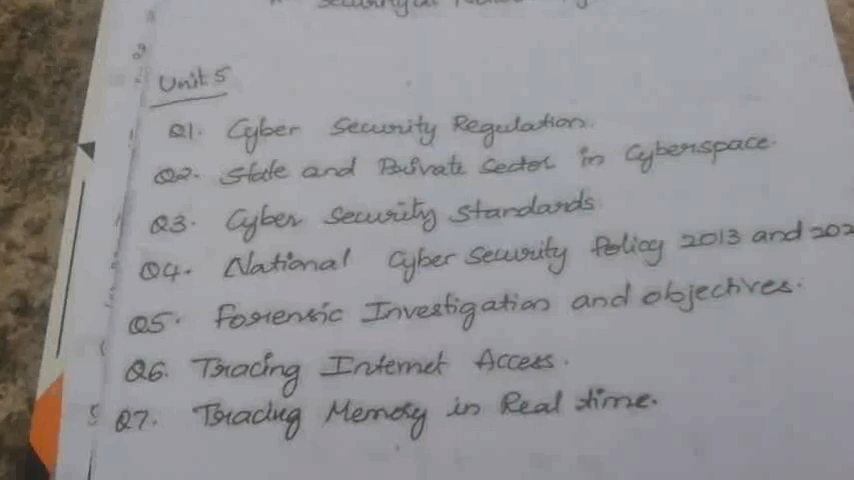 Unit 5
Q1. Cyber Security Regulation.
Q2. State and Private Sector in Cyberspace.
Q3. Cyber Security Standards.
Q4. National Cyber Security Policy 2013 and 202
Q5. Forensic Investigation and objectives.
Q6. Tracing Internet Access.
Q7. Tracing Memory in Real time.